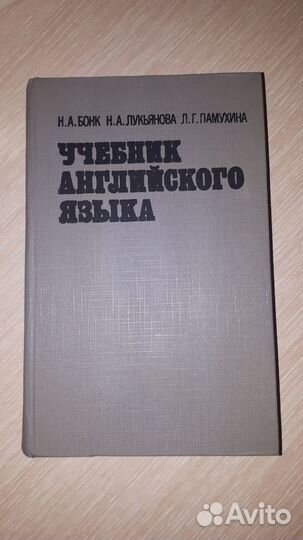 Н.А.БОНК Н.А.ЛУКЬЯНОВА Л.Г.ПАМУХИНА
УЧЕБНИК
АНГЛИЙСКОГО
ЯЗЫКА
Avito